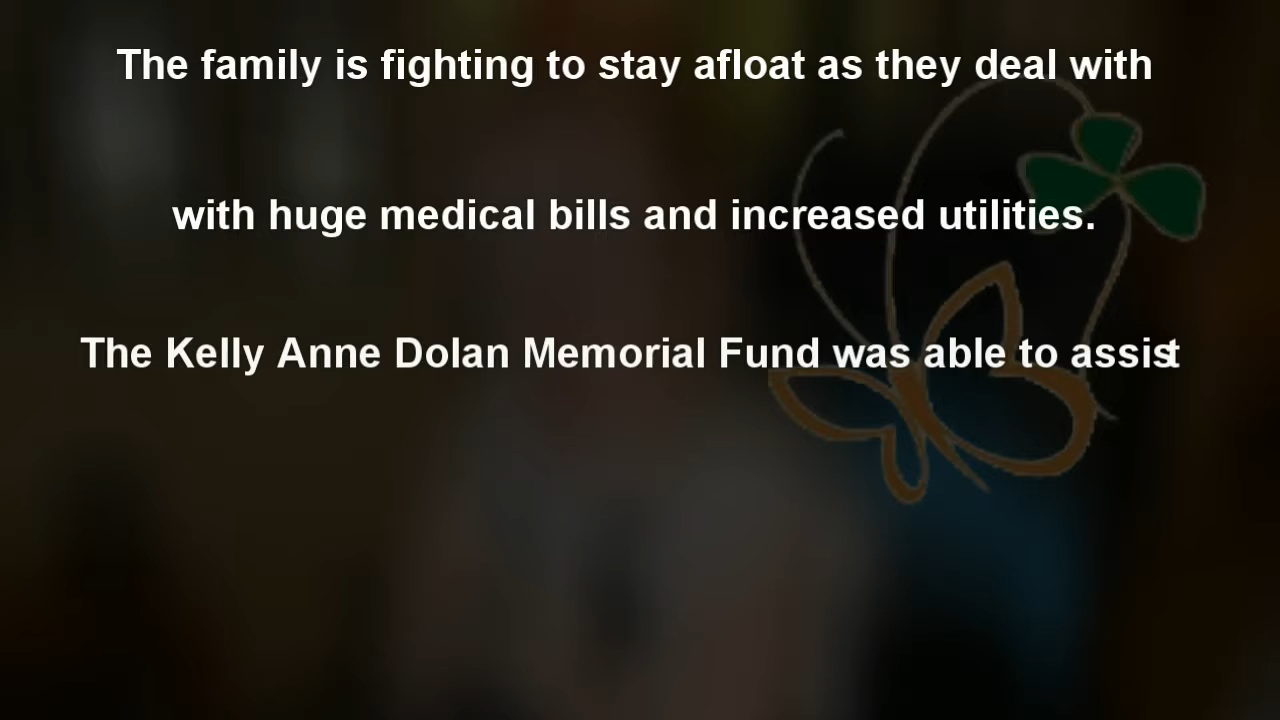 The family is fighting to stay afloat as they deal with
with huge medical bills and increased utilities.
The Kelly Anne Dolan Memorial Fund was able to assist